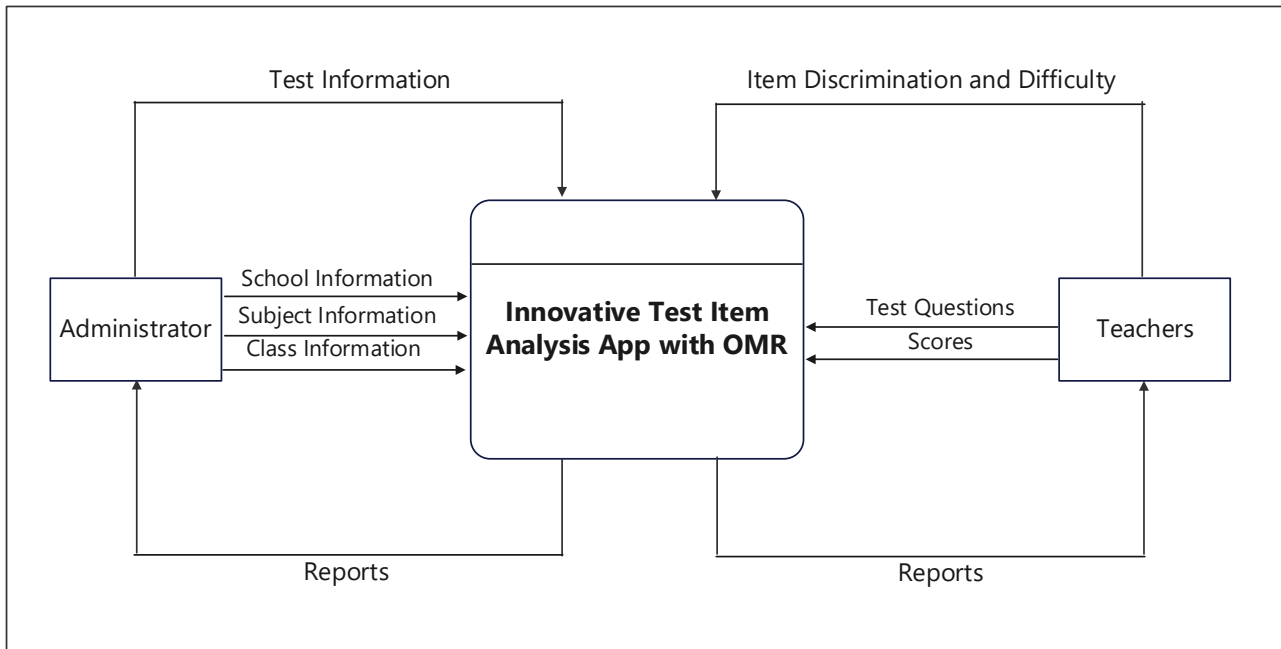 Test Information
Item Discrimination and Difficulty
School Information
Subject Information
Class Information
Administrator
Innovative Test Item
Analysis App with OMR
Test Questions
Scores
Teachers
Reports
Reports